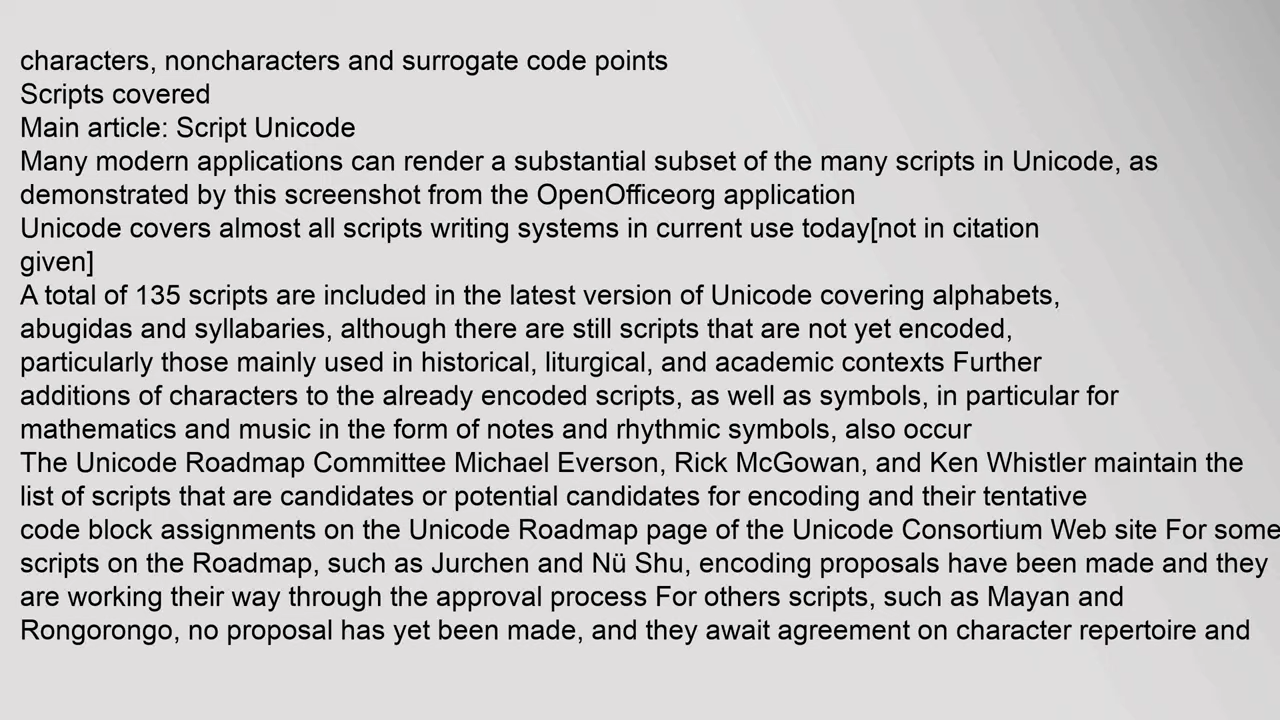 characters, noncharacters and surrogate code points
Scripts covered
Main article: Script Unicode
Many modern applications can render a substantial subset of the many scripts in Unicode, as
demonstrated by this screenshot from the OpenOfficeorg application
Unicode covers almost all scripts writing systems in current use today[not in citation
given]
A total of 135 scripts are included in the latest version of Unicode covering alphabets,
abugidas and syllabaries, although there are still scripts that are not yet encoded,
particularly those mainly used in historical, liturgical, and academic contexts Further
additions of characters to the already encoded scripts, as well as symbols, in particular for
mathematics and music in the form of notes and rhythmic symbols, also occur
The Unicode Roadmap Committee Michael Everson, Rick McGowan, and Ken Whistler maintain the
list of scripts that are candidates or potential candidates for encoding and their tentative
code block assignments on the Unicode Roadmap page of the Unicode Consortium Web site For some
scripts on the Roadmap, such as Jurchen and Nü Shu, encoding proposals have been made and they
are working their way through the approval process For others scripts, such as Mayan and
Rongorongo, no proposal has yet been made, and they await agreement on character repertoire and